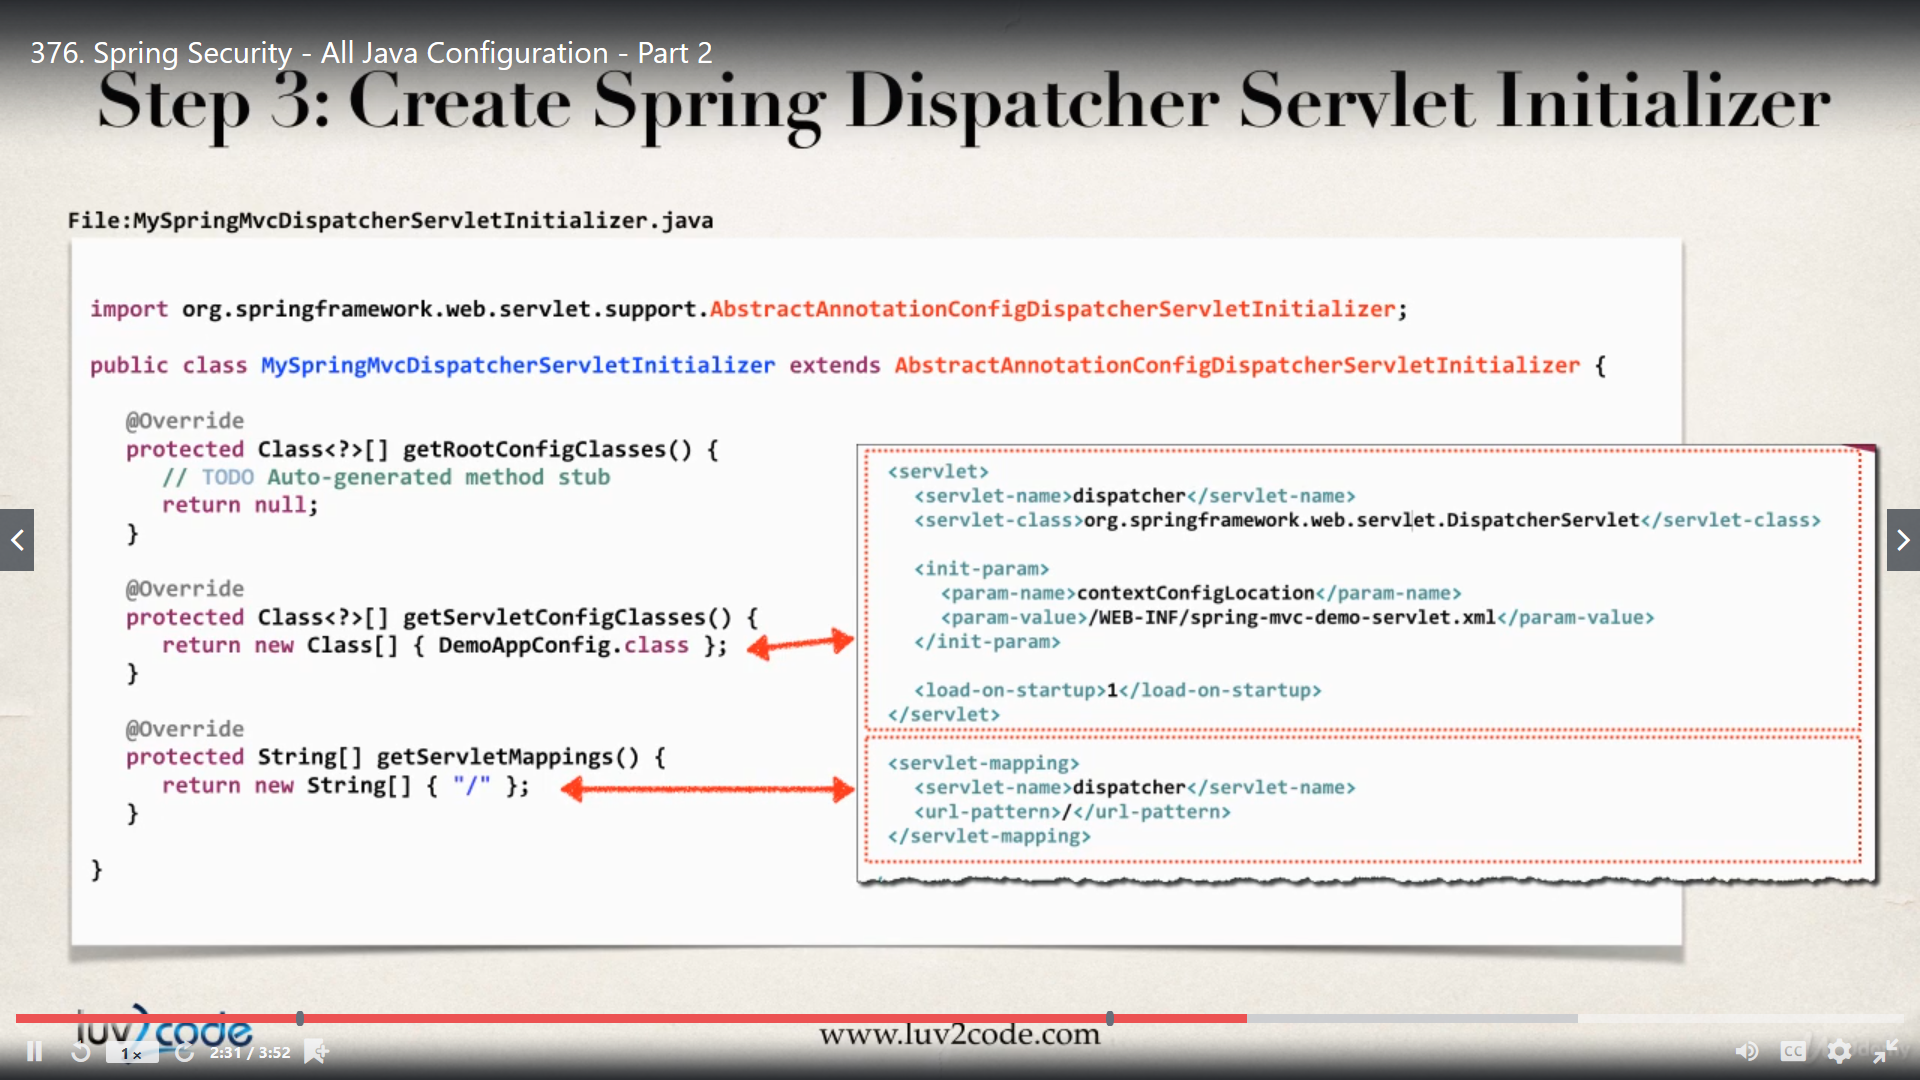 376. Spring Security - All Java Configuration - Part 2
Step 3: Create Spring Dispatcher Servlet Initializer
File:MySpringMvcDispatcherServletInitializer.java
import org.springframework.web.servlet.support.AbstractAnnotationConfigDispatcherServletInitializer;
public class MySpringMvcDispatcherServletInitializer extends AbstractAnnotationConfigDispatcherServletInitializer {
@Override
protected Class<?>[] getRootConfigClasses() {
// TODO Auto-generated method stub
return null;
}
@Override
protected Class<?>[] getServletConfigClasses() {
return new Class[] { DemoAppConfig.class };
}
@Override
protected String[] getServletMappings() {
return new String[] { "/" };
}
}
<servlet>
<servlet-name>dispatcher</servlet-name>
<servlet-class>org.springframework.web.servlet.DispatcherServlet</servlet-class>
<init-param>
<param-name>contextConfigLocation</param-name>
<param-value>/WEB-INF/spring-mvc-demo-servlet.xml</param-value>
</init-param>
<load-on-startup>1</load-on-startup>
</servlet>
<servlet-mapping>
<servlet-name>dispatcher</servlet-name>
<url-pattern>/</url-pattern>
</servlet-mapping>
luv2code
www.luv2code.com
1x
2:31 / 3:52
CC